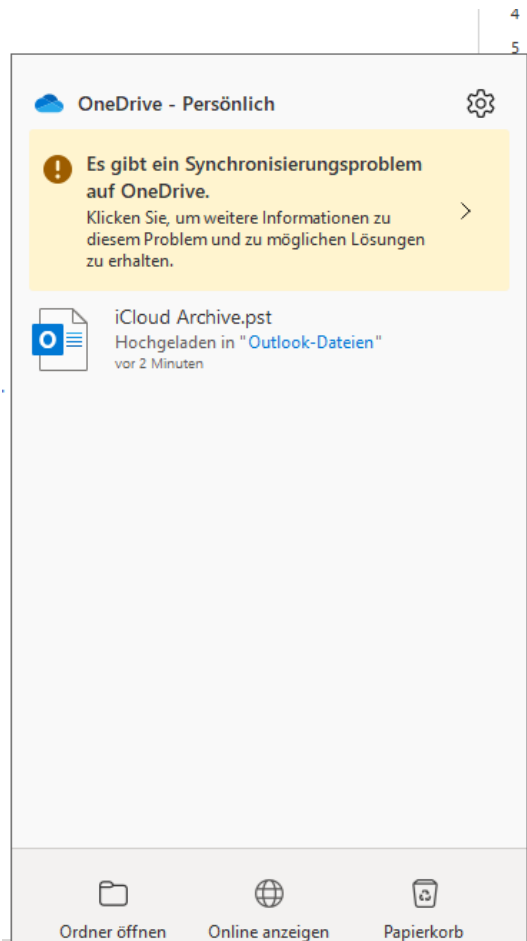 4
5
OneDrive - Persönlich
Es gibt ein Synchronisierungsproblem
auf OneDrive.
Klicken Sie, um weitere Informationen zu
diesem Problem und zu möglichen Lösungen
zu erhalten.
iCloud Archive.pst
Hochgeladen in "Outlook-Dateien"
vor 2 Minuten
Ordner öffnen
Online anzeigen
Papierkorb